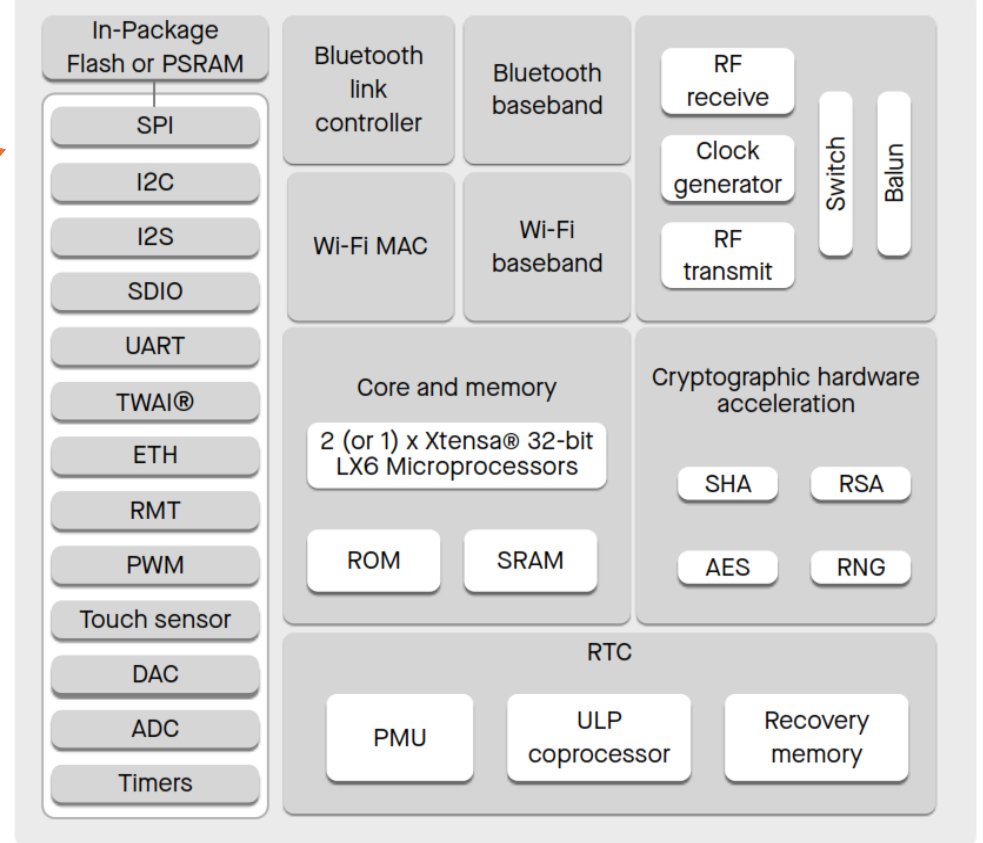 In-Package
Flash or PSRAM
SPI
I2C
I2S
SDIO
UART
TWAI®
ETH
RMT
PWM
Touch sensor
DAC
ADC
Timers
Bluetooth
link
controller
Bluetooth
baseband
Wi-Fi MAC
Wi-Fi
baseband
RF
receive
Clock
generator
RF
transmit
Switch
Balun
Core and memory
2 (or 1) x Xtensa® 32-bit
LX6 Microprocessors
ROM
SRAM
Cryptographic hardware
acceleration
SHA
RSA
AES
RNG
RTC
PMU
ULP
coprocessor
Recovery
memory